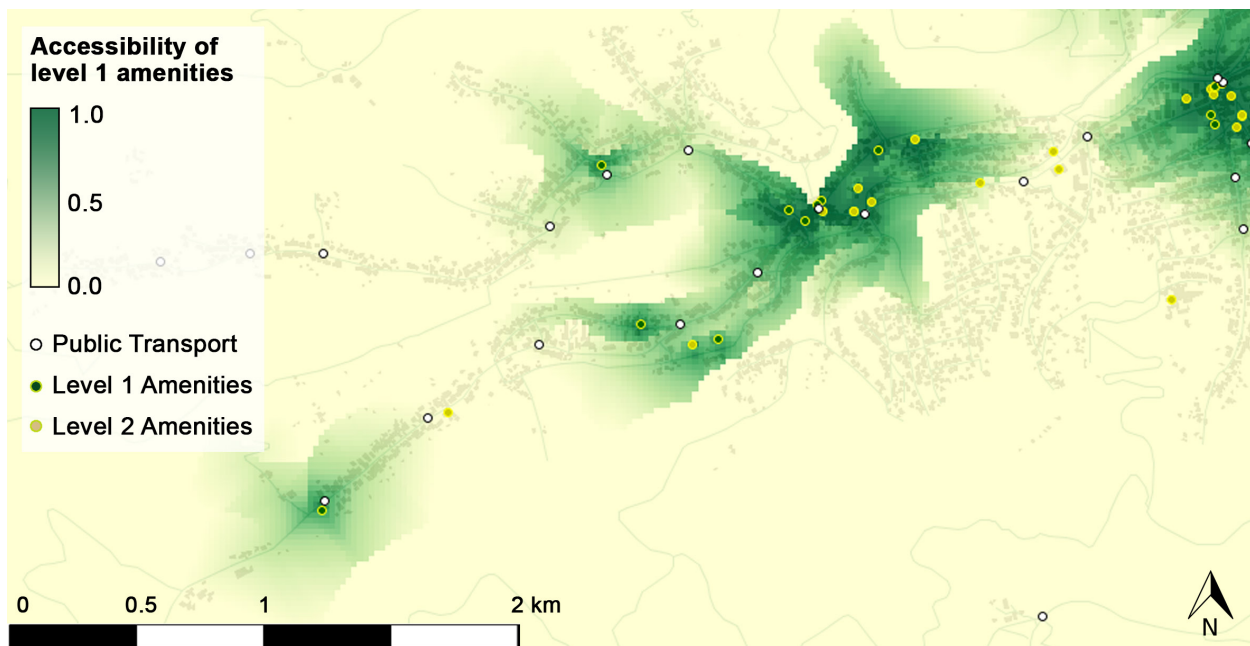 Accessibility of
level 1 amenities
1.0
0.5
0.0
Public Transport
Level 1 Amenities
Level 2 Amenities
0 0.5 1 2 km
N